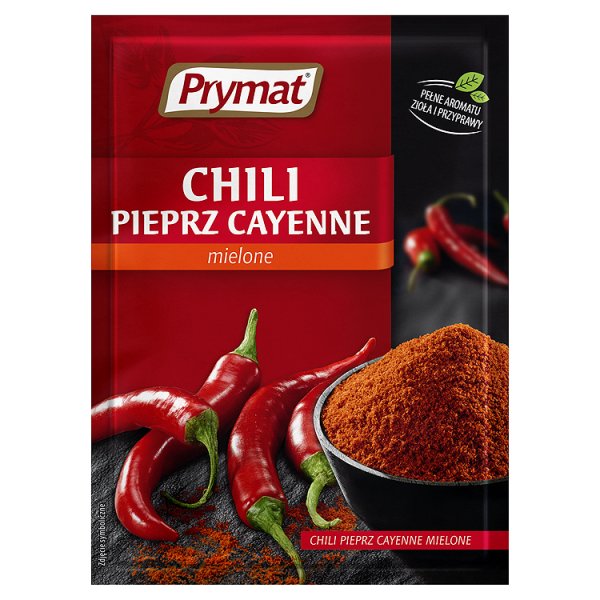 Prymat®
PEŁNE AROMATU
ZIOŁA I PRZYPRAWY
CHILI
PIEPRZ CAYENNE
mielone
CHILI PIEPRZ CAYENNE MIELONE
Zdjęcie symboliczne